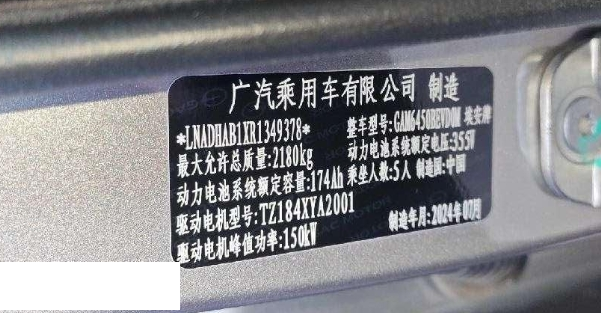 广汽乘用车有限公司 制造
*LNADHAB1XR1349378* 整车型号:GAM6450BEVD0M 埃安牌
最大允许总质量:2180kg 动力电池系统额定电压:355V
动力电池系统额定容量:174Ah 乘坐人数:5人 制造国:中国
驱动电机型号:TZ184XYA2001
驱动电机峰值功率:150kW 制造年月:2024年07月